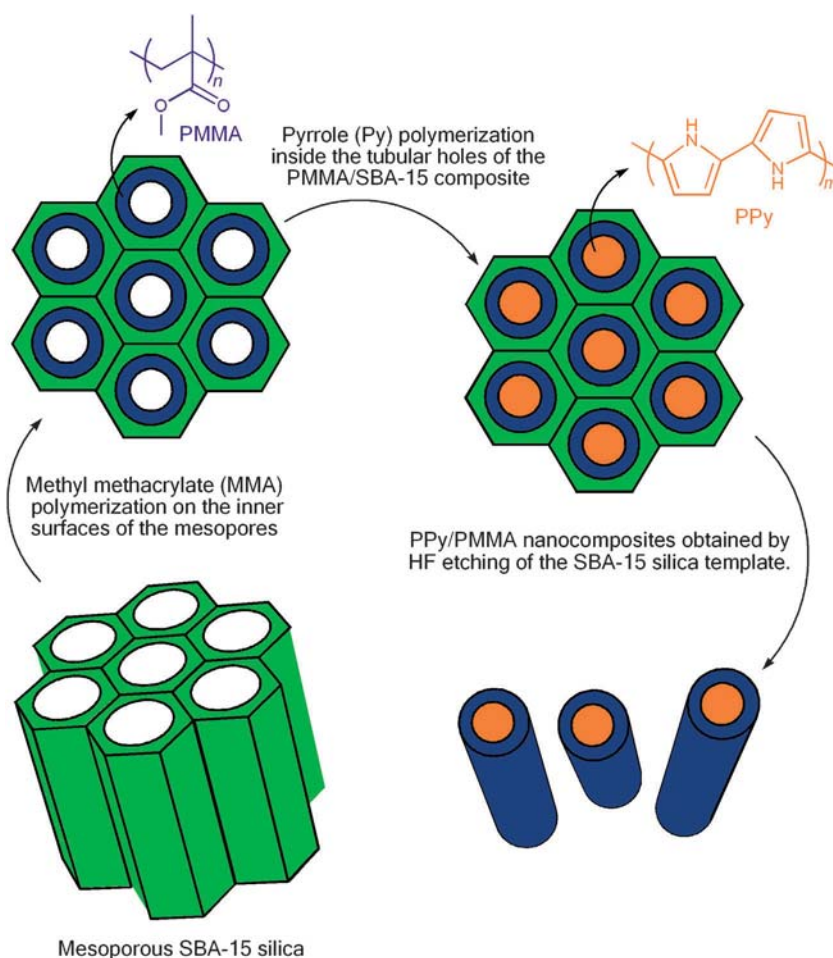 n
O
O
PMMA
Pyrrole (Py) polymerization
inside the tubular holes of the
PMMA/SBA-15 composite
H
N
N
H
m
PPy
Methyl methacrylate (MMA)
polymerization on the inner
surfaces of the mesopores
PPy/PMMA nanocomposites obtained by
HF etching of the SBA-15 silica template.
Mesoporous SBA-15 silica